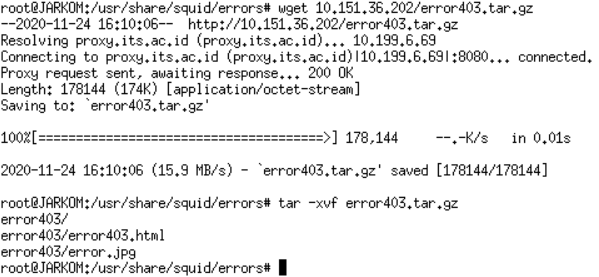 root@JARKOM:/usr/share/squid/errors# wget 10.151.36.202/error403.tar.gz
--2020-11-24 16:10:06--  http://10.151.36.202/error403.tar.gz
Resolving proxy.its.ac.id (proxy.its.ac.id)... 10.199.6.69
Connecting to proxy.its.ac.id (proxy.its.ac.id)|10.199.6.69|:8080... connected.
Proxy request sent, awaiting response... 200 OK
Length: 178144 (174K) [application/octet-stream]
Saving to: `error403.tar.gz'
100%[======================================>] 178,144     --.-K/s   in 0.01s
2020-11-24 16:10:06 (15.9 MB/s) - `error403.tar.gz' saved [178144/178144]
root@JARKOM:/usr/share/squid/errors# tar -xvf error403.tar.gz
error403/
error403/error403.html
error403/error.jpg
root@JARKOM:/usr/share/squid/errors#